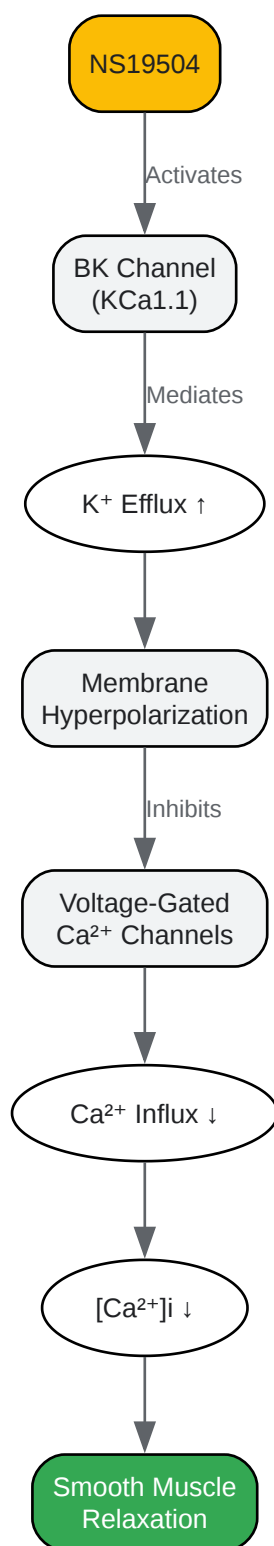 NS19504
Activates
BK Channel
(KCa1.1)
Mediates
K⁺ Efflux ↑
Membrane
Hyperpolarization
Inhibits
Voltage-Gated
Ca²⁺ Channels
Ca²⁺ Influx ↓
[Ca²⁺]i ↓
Smooth Muscle
Relaxation